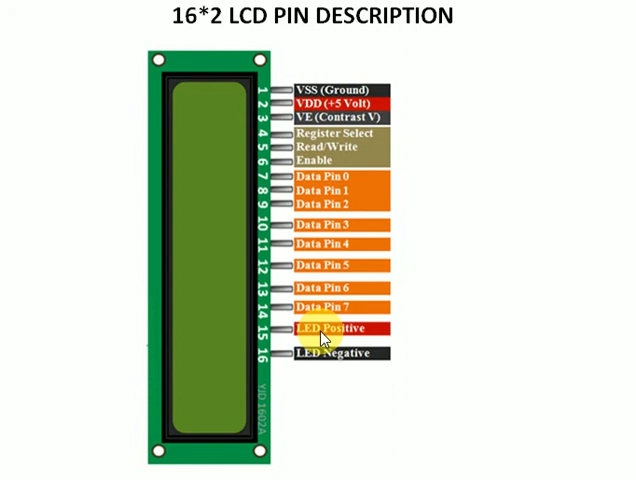 16*2 LCD PIN DESCRIPTION
1 VSS (Ground)
2 VDD (+5 Volt)
3 VE (Contrast V)
4 Register Select
5 Read/Write
6 Enable
7 Data Pin 0
8 Data Pin 1
9 Data Pin 2
10 Data Pin 3
11 Data Pin 4
12 Data Pin 5
13 Data Pin 6
14 Data Pin 7
15 LED Positive
16 LED Negative
YJD 1602A